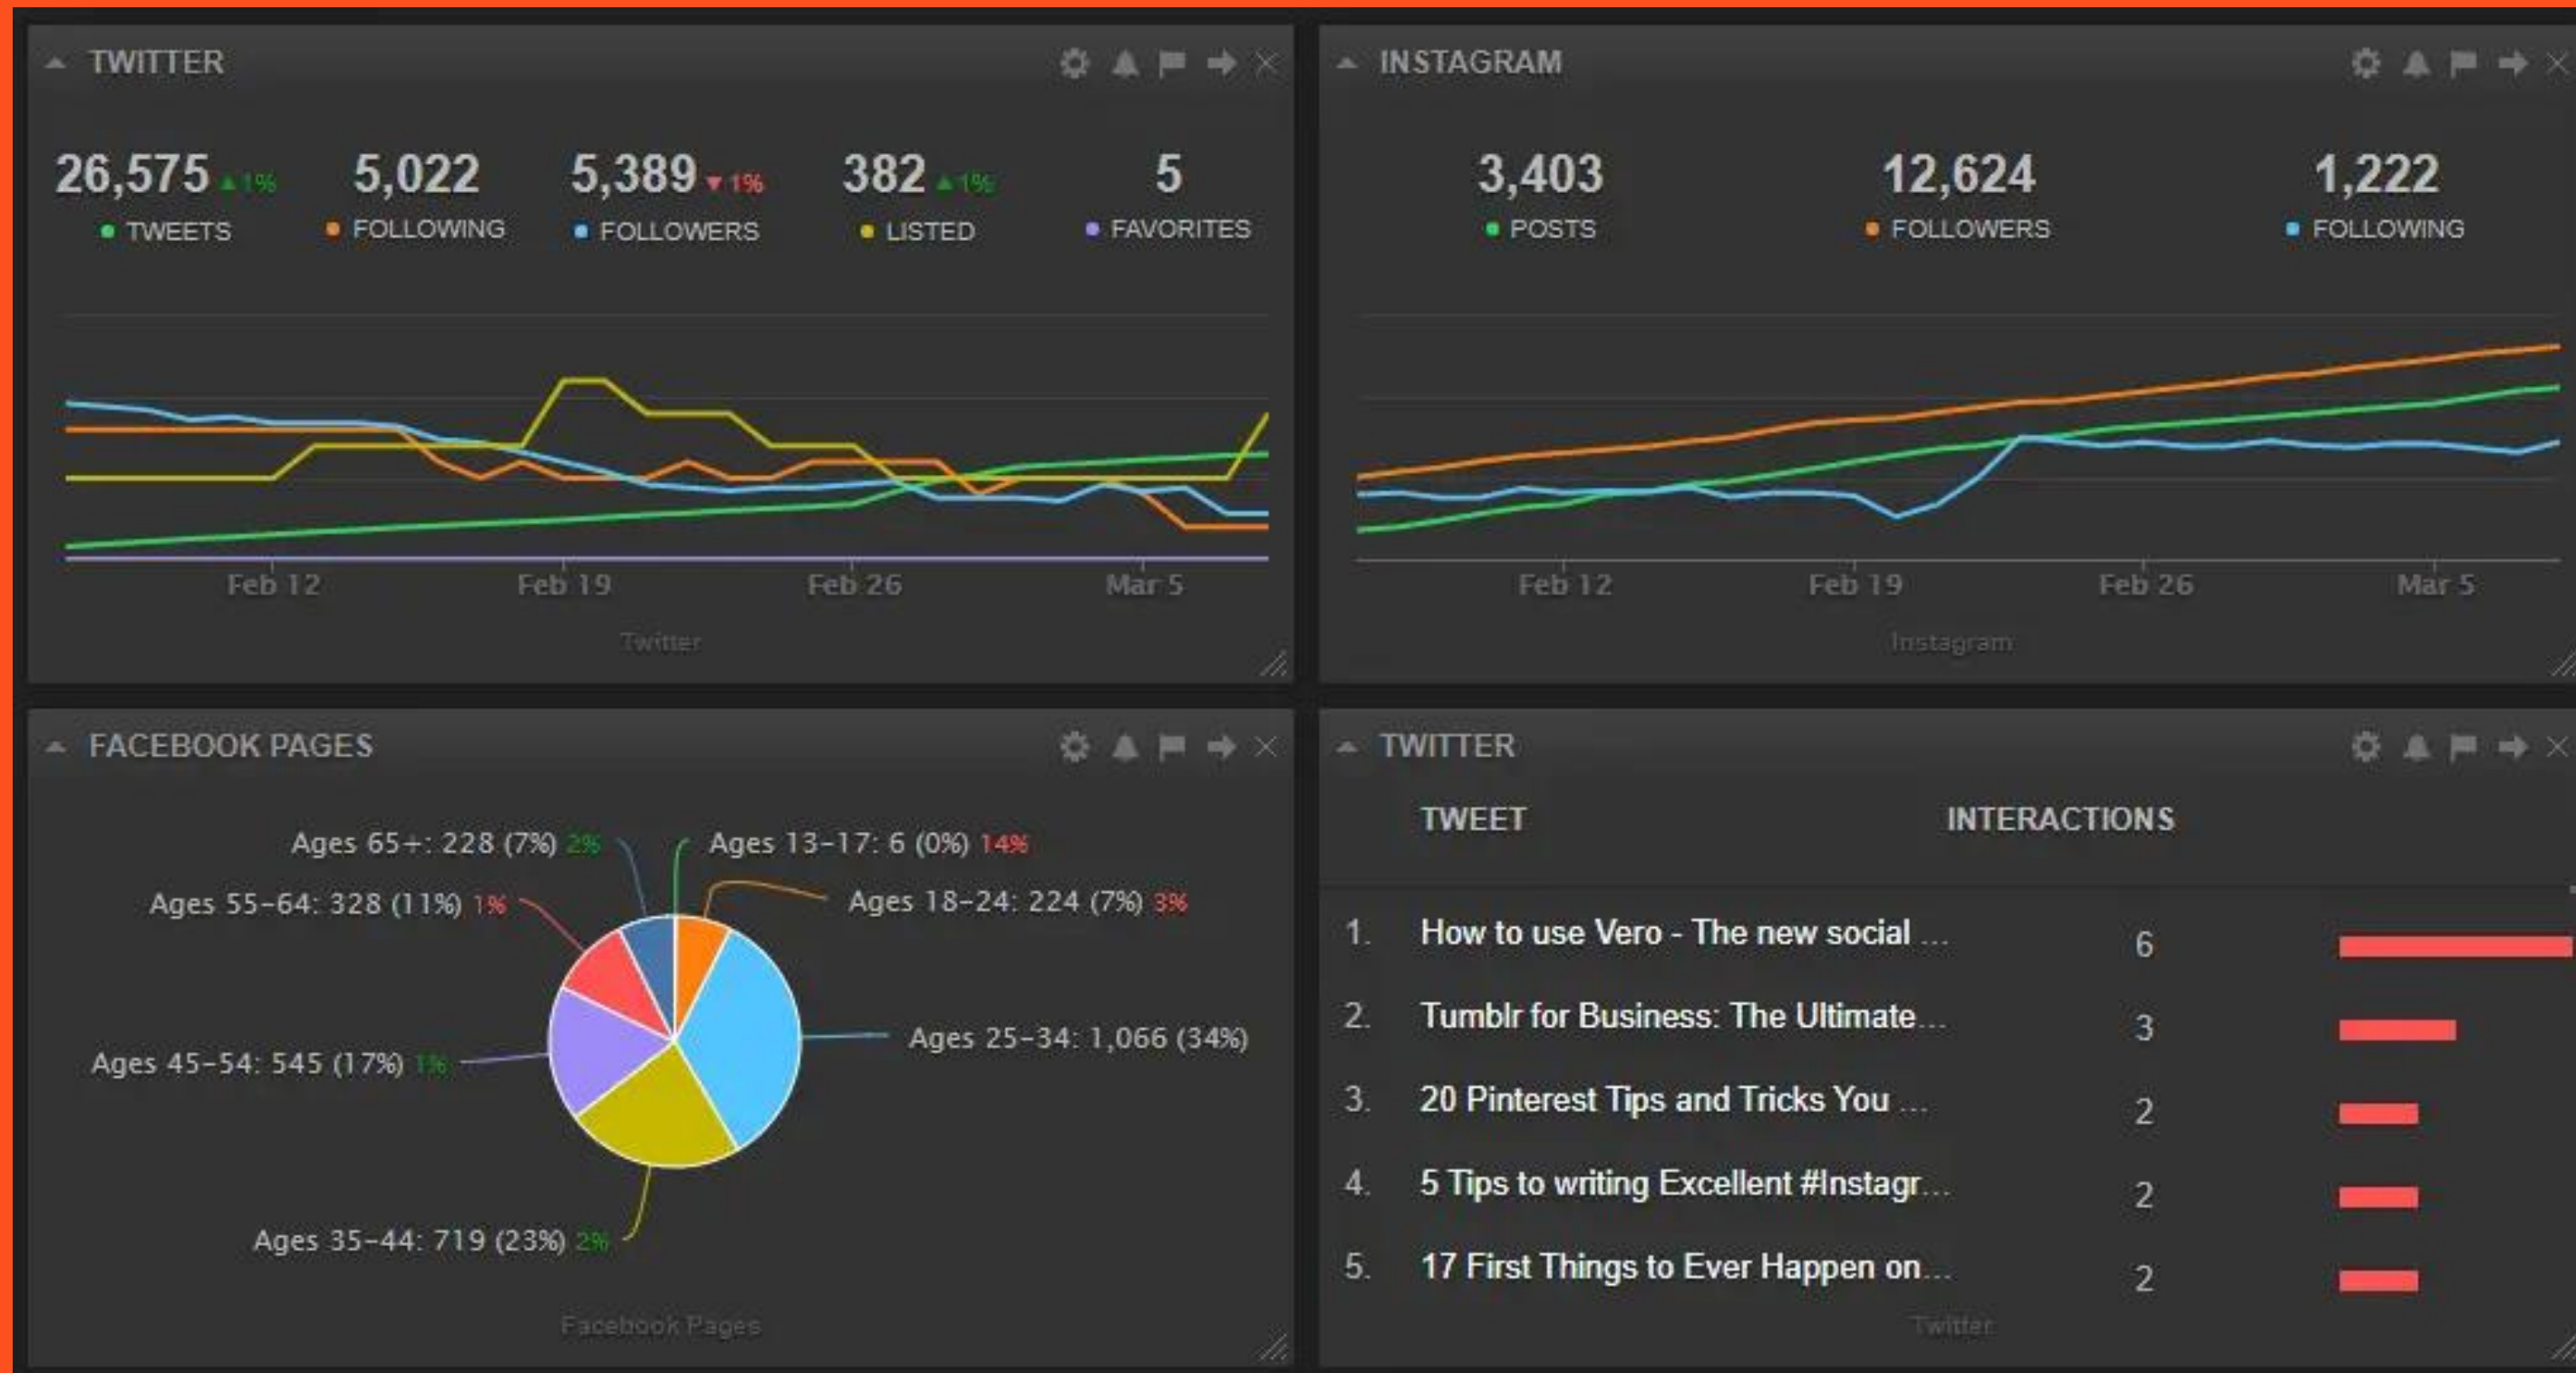 TWITTER
26,575 ▲1% 5,022 5,389 ▼1% 382 ▲1% 5
TWEETS FOLLOWING FOLLOWERS LISTED FAVORITES
Feb 12 Feb 19 Feb 26 Mar 5
Twitter
INSTAGRAM
3,403 12,624 1,222
POSTS FOLLOWERS FOLLOWING
Feb 12 Feb 19 Feb 26 Mar 5
Instagram
FACEBOOK PAGES
Ages 65+: 228 (7%) 2%
Ages 13-17: 6 (0%) 14%
Ages 55-64: 328 (11%) 1%
Ages 18-24: 224 (7%) 3%
Ages 25-34: 1,066 (34%)
Ages 45-54: 545 (17%) 1%
Ages 35-44: 719 (23%) 2%
Facebook Pages
TWITTER
TWEET INTERACTIONS
1. How to use Vero - The new social ... 6
2. Tumblr for Business: The Ultimate... 3
3. 20 Pinterest Tips and Tricks You ... 2
4. 5 Tips to writing Excellent #Instagr... 2
5. 17 First Things to Ever Happen on... 2
Twitter